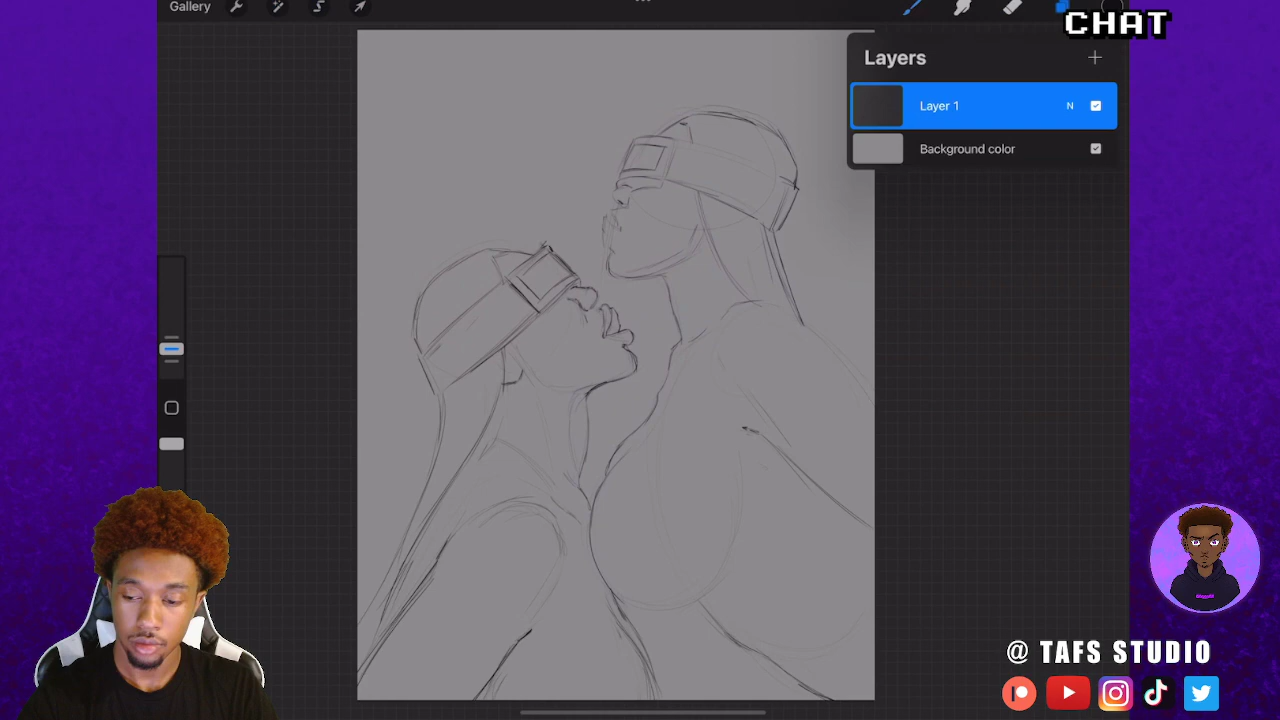 Gallery
CHAT
Layers
Layer 1
N
Background color
@ TAFS STUDIO